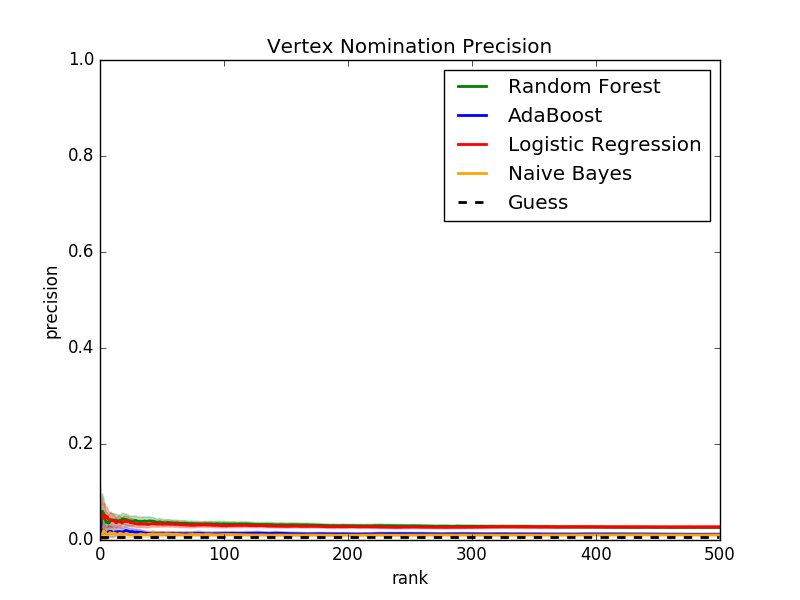 Vertex Nomination Precision
1.0
0.8
0.6
0.4
0.2
0.0
precision
Random Forest
AdaBoost
Logistic Regression
Naive Bayes
Guess
0 100 200 300 400 500
rank